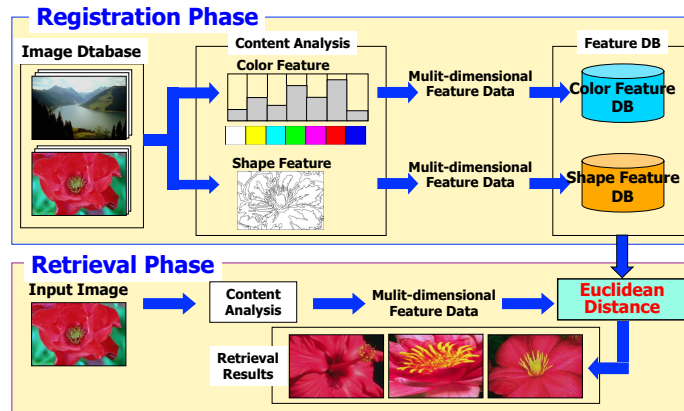 Registration Phase
Image Dtabase
Content Analysis
Color Feature
Mulit-dimensional
Feature Data
Feature DB
Color Feature
DB
Shape Feature
Mulit-dimensional
Feature Data
Shape Feature
DB
Retrieval Phase
Input Image
Content
Analysis
Mulit-dimensional
Feature Data
Euclidean
Distance
Retrieval
Results